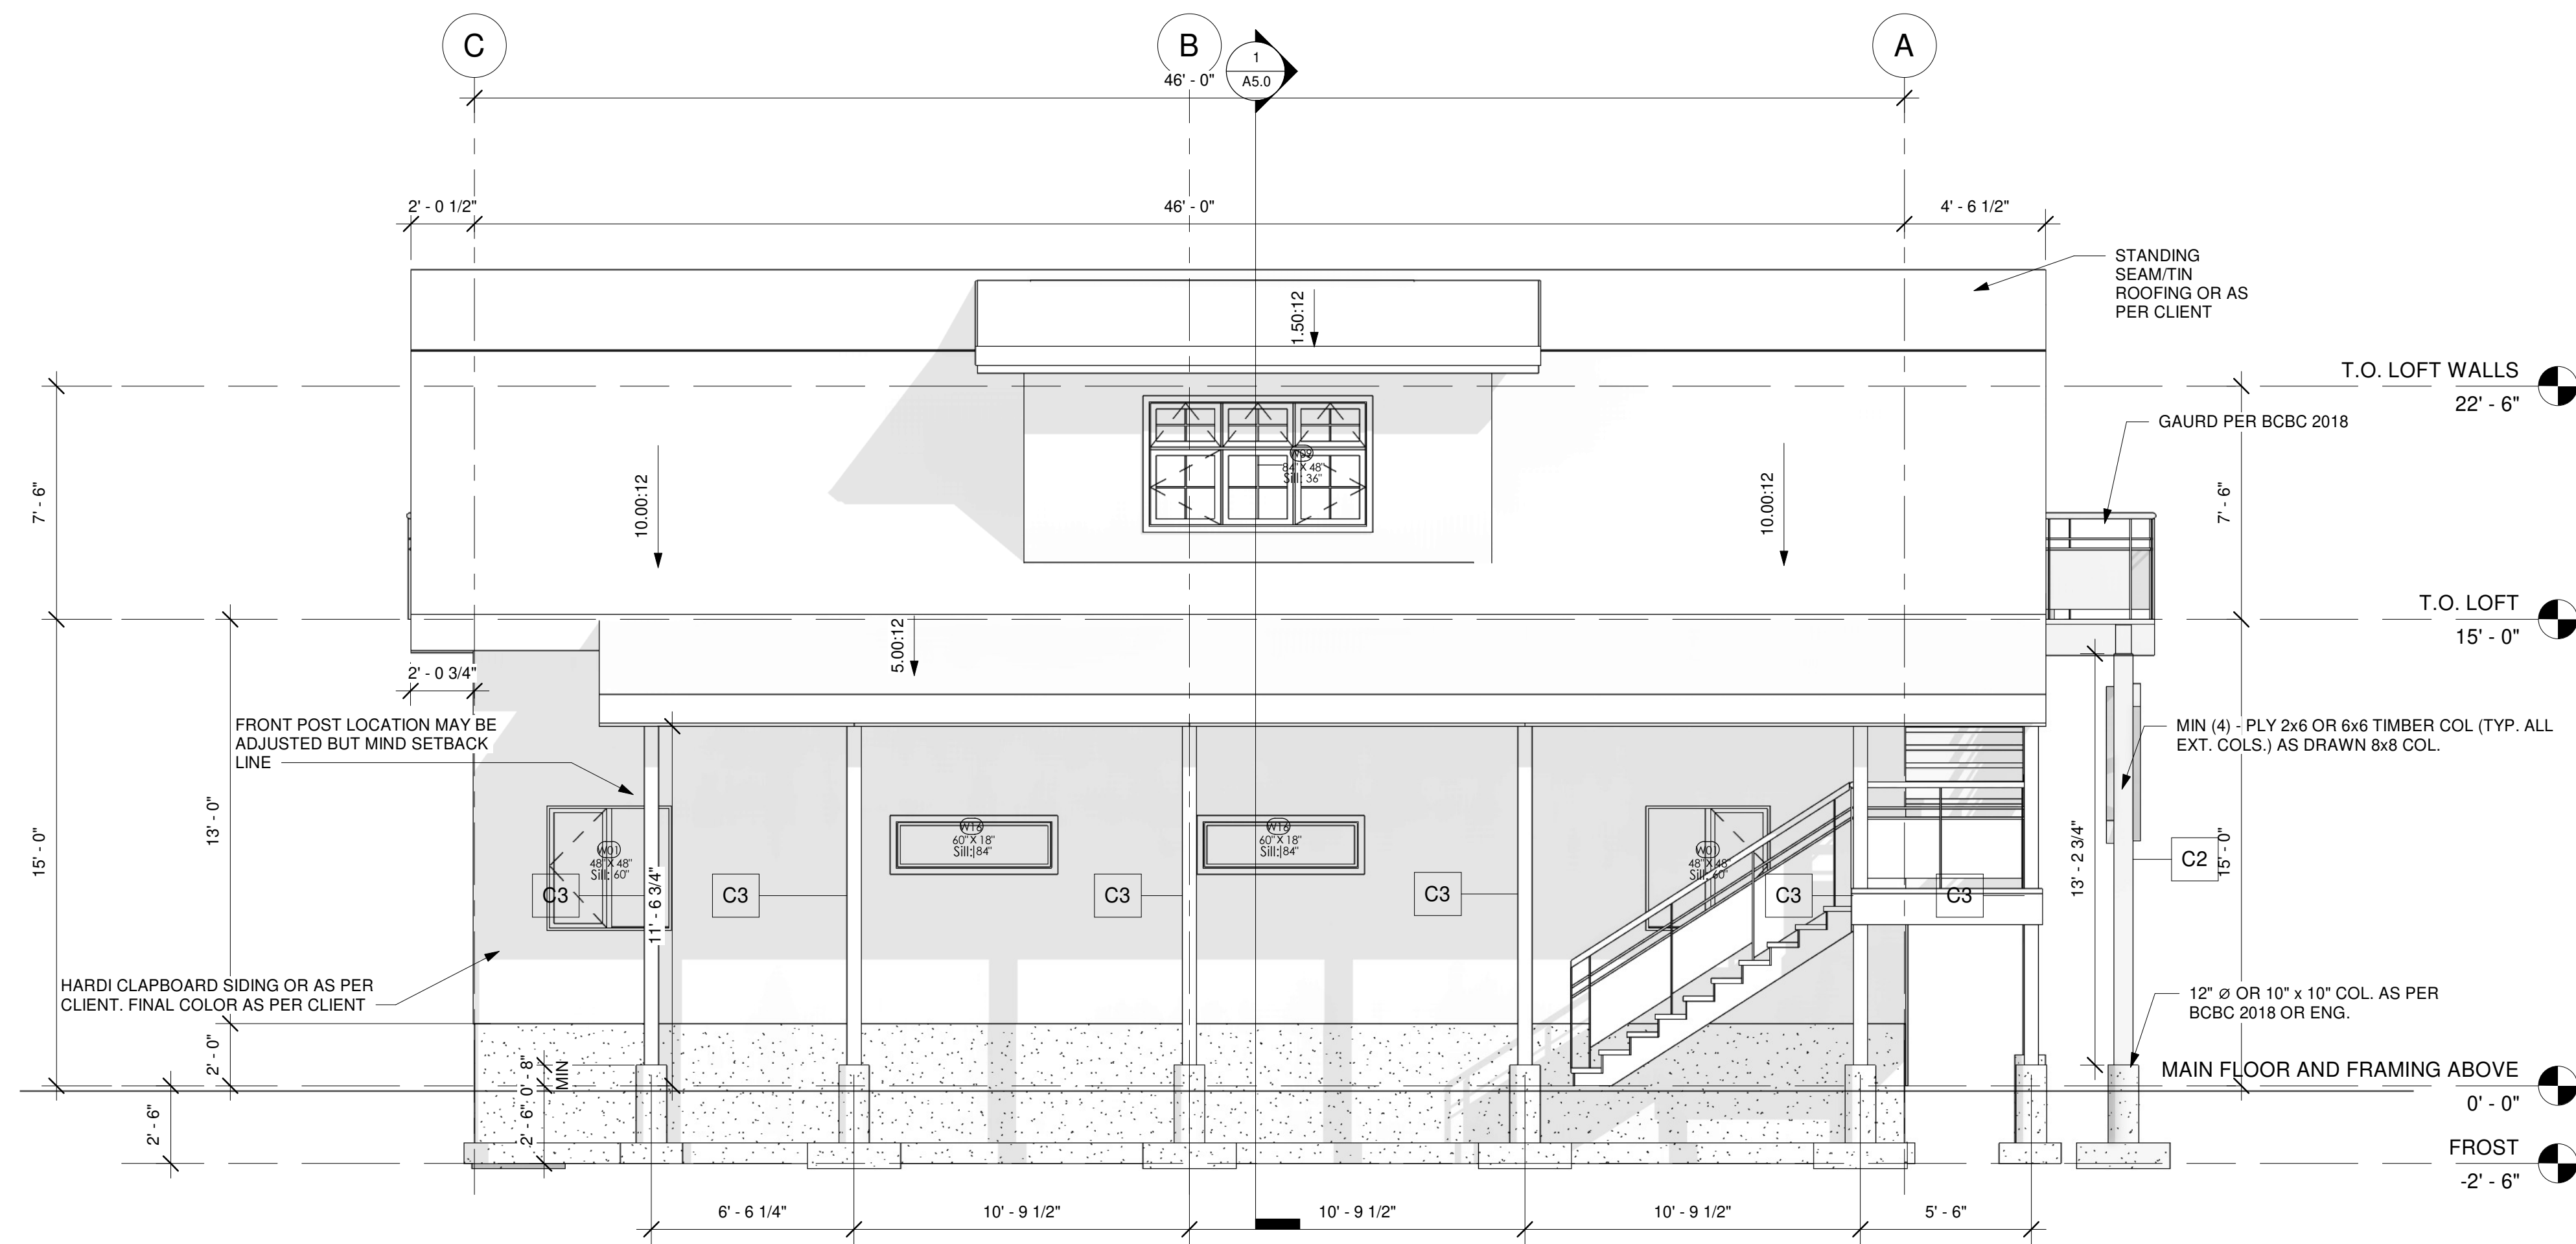 C
B
A
1
A5.0
46' - 0"
2' - 0 1/2"
46' - 0"
4' - 6 1/2"
STANDING
SEAM/TIN
ROOFING OR AS
PER CLIENT
1.50:12
T.O. LOFT WALLS
22' - 6"
GAURD PER BCBC 2018
W09
84" X 48"
Sill: 36"
10.00:12
10.00:12
7' - 6"
7' - 6"
T.O. LOFT
15' - 0"
5.00:12
2' - 0 3/4"
FRONT POST LOCATION MAY BE
ADJUSTED BUT MIND SETBACK
LINE
MIN (4) - PLY 2x6 OR 6x6 TIMBER COL (TYP. ALL
EXT. COLS.) AS DRAWN 8x8 COL.
15' - 0"
13' - 0"
W01
48" X 48"
Sill: 60"
W16
60" X 18"
Sill: 84"
W16
60" X 18"
Sill: 84"
W01
48" X 48"
Sill: 60"
13' - 2 3/4"
C2
15' - 0"
C3
11' - 6 3/4"
C3
C3
C3
C3
C3
HARDI CLAPBOARD SIDING OR AS PER
CLIENT. FINAL COLOR AS PER CLIENT
12" ⌀ OR 10" x 10" COL. AS PER
BCBC 2018 OR ENG.
2' - 0"
0' - 8"
MIN
MAIN FLOOR AND FRAMING ABOVE
0' - 0"
2' - 6"
2' - 6"
FROST
-2' - 6"
6' - 6 1/4"
10' - 9 1/2"
10' - 9 1/2"
10' - 9 1/2"
5' - 6"